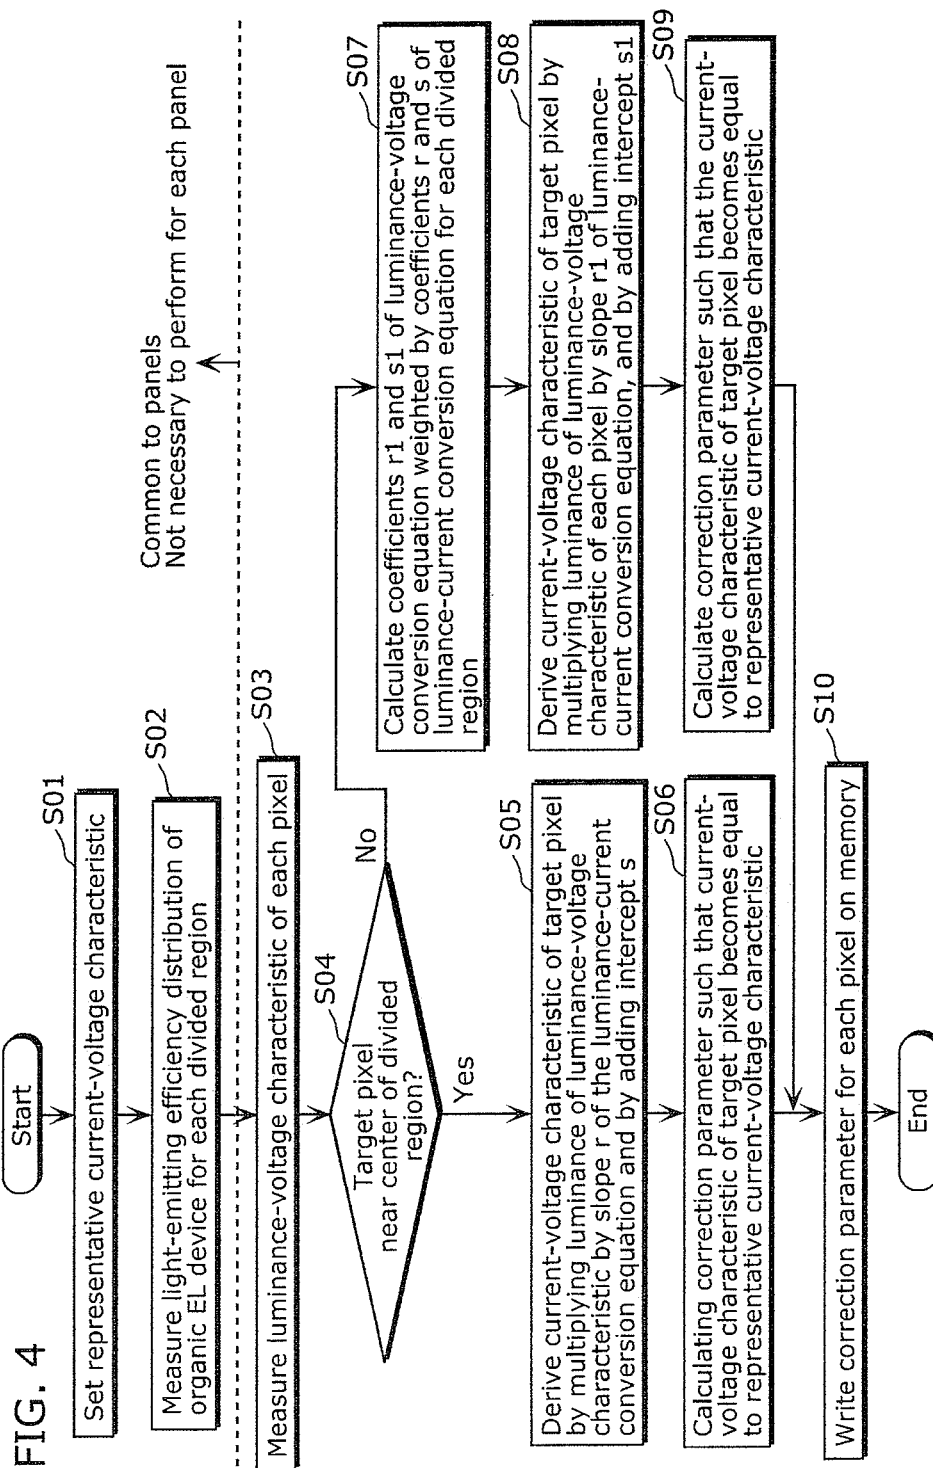 FIG. 4
Start
Common to panels
Not necessary to perform for each panel
S01
Set representative current-voltage characteristic
S02
Measure light-emitting efficiency distribution of
organic EL device for each divided region
S03
Measure luminance-voltage characteristic of each pixel
S04
Target pixel
near center of divided
region?
No
Yes
S05
Derive current-voltage characteristic of target pixel
by multiplying luminance of luminance-voltage
characteristic by slope r of the luminance-current
conversion equation and by adding intercept s
S06
Calculating correction parameter such that current-
voltage characteristic of target pixel becomes equal
to representative current-voltage characteristic
S07
Calculate coefficients r1 and s1 of luminance-voltage
conversion equation weighted by coefficients r and s of
luminance-current conversion equation for each divided
region
S08
Derive current-voltage characteristic of target pixel by
multiplying luminance of luminance-voltage
characteristic of each pixel by slope r1 of luminance-
current conversion equation, and by adding intercept s1
S09
Calculate correction parameter such that the current-
voltage characteristic of target pixel becomes equal
to representative current-voltage characteristic
S10
Write correction parameter for each pixel on memory
End